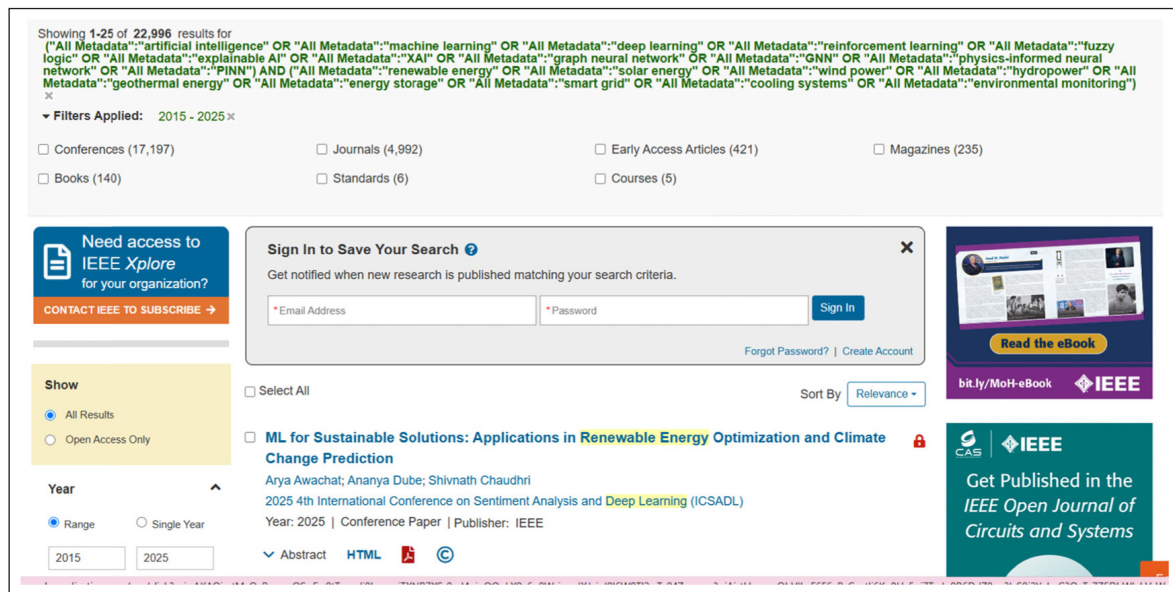 Showing 1-25 of 22,996 results for
("All Metadata":"artificial intelligence" OR "All Metadata":"machine learning" OR "All Metadata":"deep learning" OR "All Metadata":"reinforcement learning" OR "All Metadata":"fuzzy
logic" OR "All Metadata":"explainable AI" OR "All Metadata":"XAI" OR "All Metadata":"graph neural network" OR "All Metadata":"GNN" OR "All Metadata":"physics-informed neural
network" OR "All Metadata":"PINN") AND ("All Metadata":"renewable energy" OR "All Metadata":"solar energy" OR "All Metadata":"wind power" OR "All Metadata":"hydropower" OR "All
Metadata":"geothermal energy" OR "All Metadata":"energy storage" OR "All Metadata":"smart grid" OR "All Metadata":"cooling systems" OR "All Metadata":"environmental monitoring")
×
Filters Applied: 2015 - 2025 ×
Conferences (17,197) Journals (4,992) Early Access Articles (421) Magazines (235)
Books (140) Standards (6) Courses (5)
Need access to
IEEE Xplore
for your organization?
CONTACT IEEE TO SUBSCRIBE →
Sign In to Save Your Search ?
Get notified when new research is published matching your search criteria.
*Email Address *Password Sign In
Forgot Password? | Create Account
Read the eBook
bit.ly/MoH-eBook IEEE
Show
All Results
Open Access Only
Select All Sort By Relevance
ML for Sustainable Solutions: Applications in Renewable Energy Optimization and Climate
Change Prediction
Arya Awachat; Ananya Dube; Shivnath Chaudhri
2025 4th International Conference on Sentiment Analysis and Deep Learning (ICSADL)
Year: 2025 | Conference Paper | Publisher: IEEE
Abstract HTML ©
Year
Range Single Year
2015 2025
CAS IEEE
Get Published in the
IEEE Open Journal of
Circuits and Systems